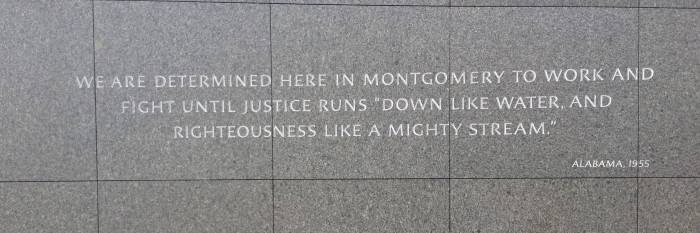 WE ARE DETERMINED HERE IN MONTGOMERY TO WORK AND
FIGHT UNTIL JUSTICE RUNS "DOWN LIKE WATER, AND
RIGHTEOUSNESS LIKE A MIGHTY STREAM."
ALABAMA, 1955